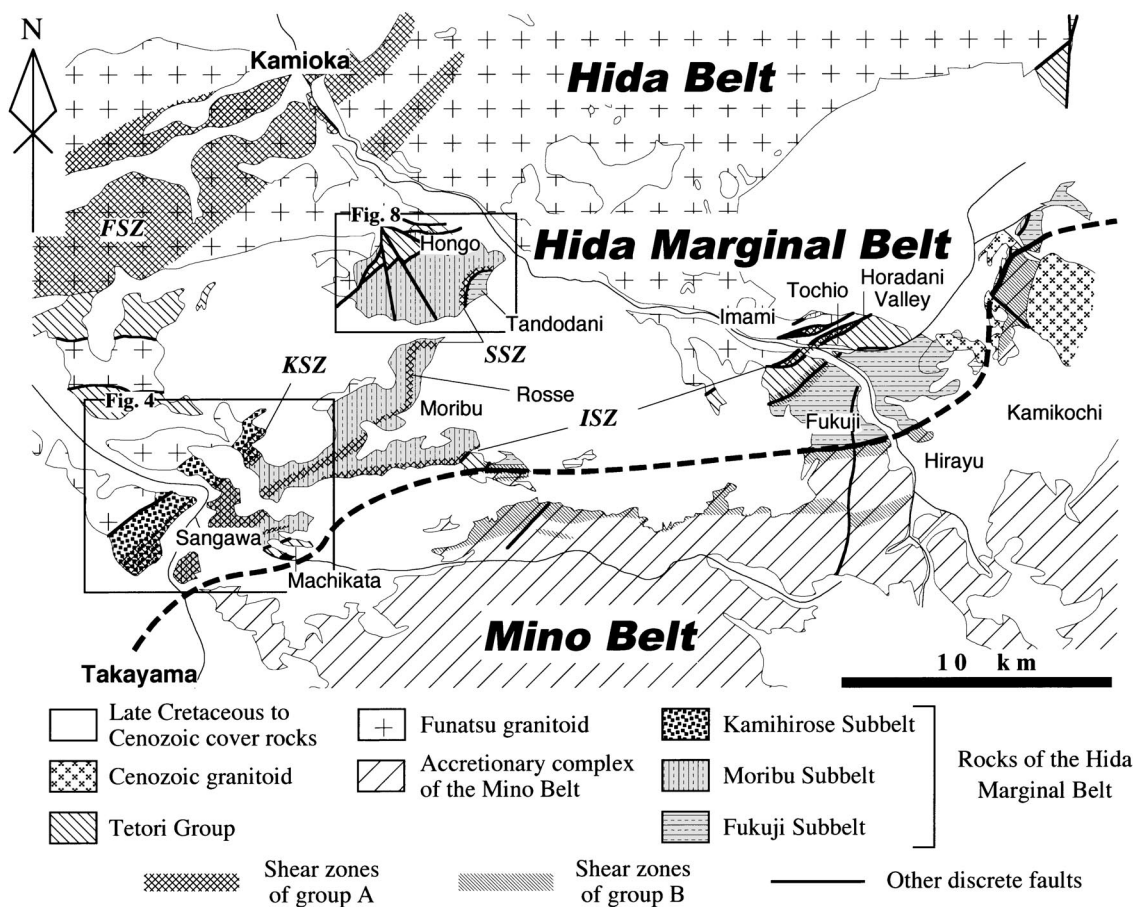 N
Kamioka
Hida Belt
FSZ
Fig. 8
Hongo
Hida Marginal Belt
Horadani
Valley
Tochio
Imami
Tandodani
SSZ
KSZ
Rosse
Moribu
ISZ
Fig. 4
Kamikochi
Fukuji
Hirayu
Sangawa
Machikata
Mino Belt
Takayama
10 km
Late Cretaceous to
Cenozoic cover rocks
Cenozoic granitoid
Tetori Group
Funatsu granitoid
Accretionary complex
of the Mino Belt
Kamihirose Subbelt
Moribu Subbelt
Fukuji Subbelt
Rocks of the Hida
Marginal Belt
Shear zones
of group A
Shear zones
of group B
Other discrete faults